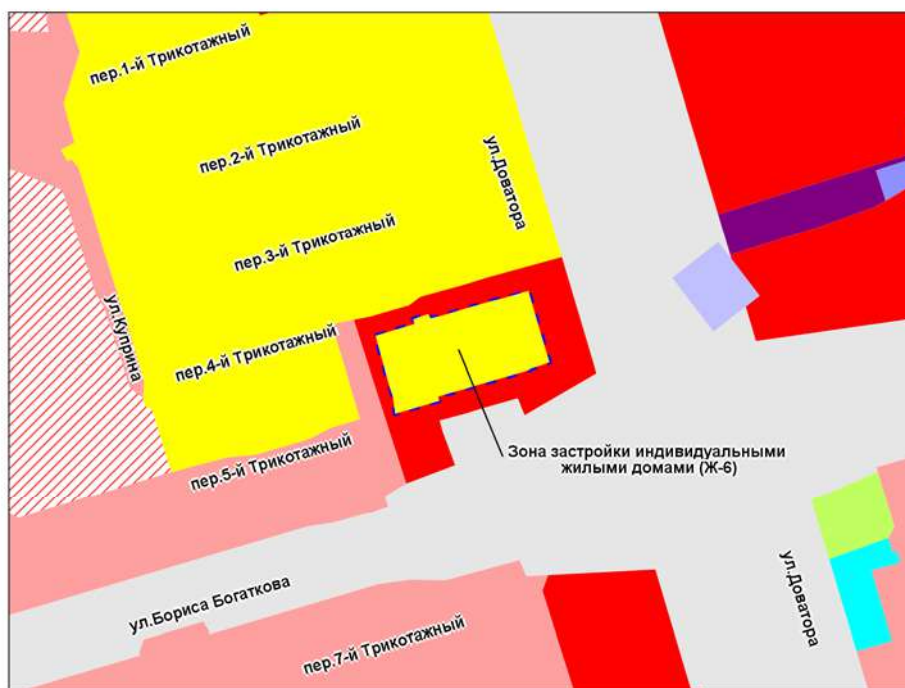 пер.1-й Трикотажный
пер.2-й Трикотажный
ул.Доватора
пер.3-й Трикотажный
ул.Куприна
пер.4-й Трикотажный
Зона застройки индивидуальными
жилыми домами (Ж-6)
пер.5-й Трикотажный
ул.Бориса Богаткова
ул.Доватора
пер.7-й Трикотажный